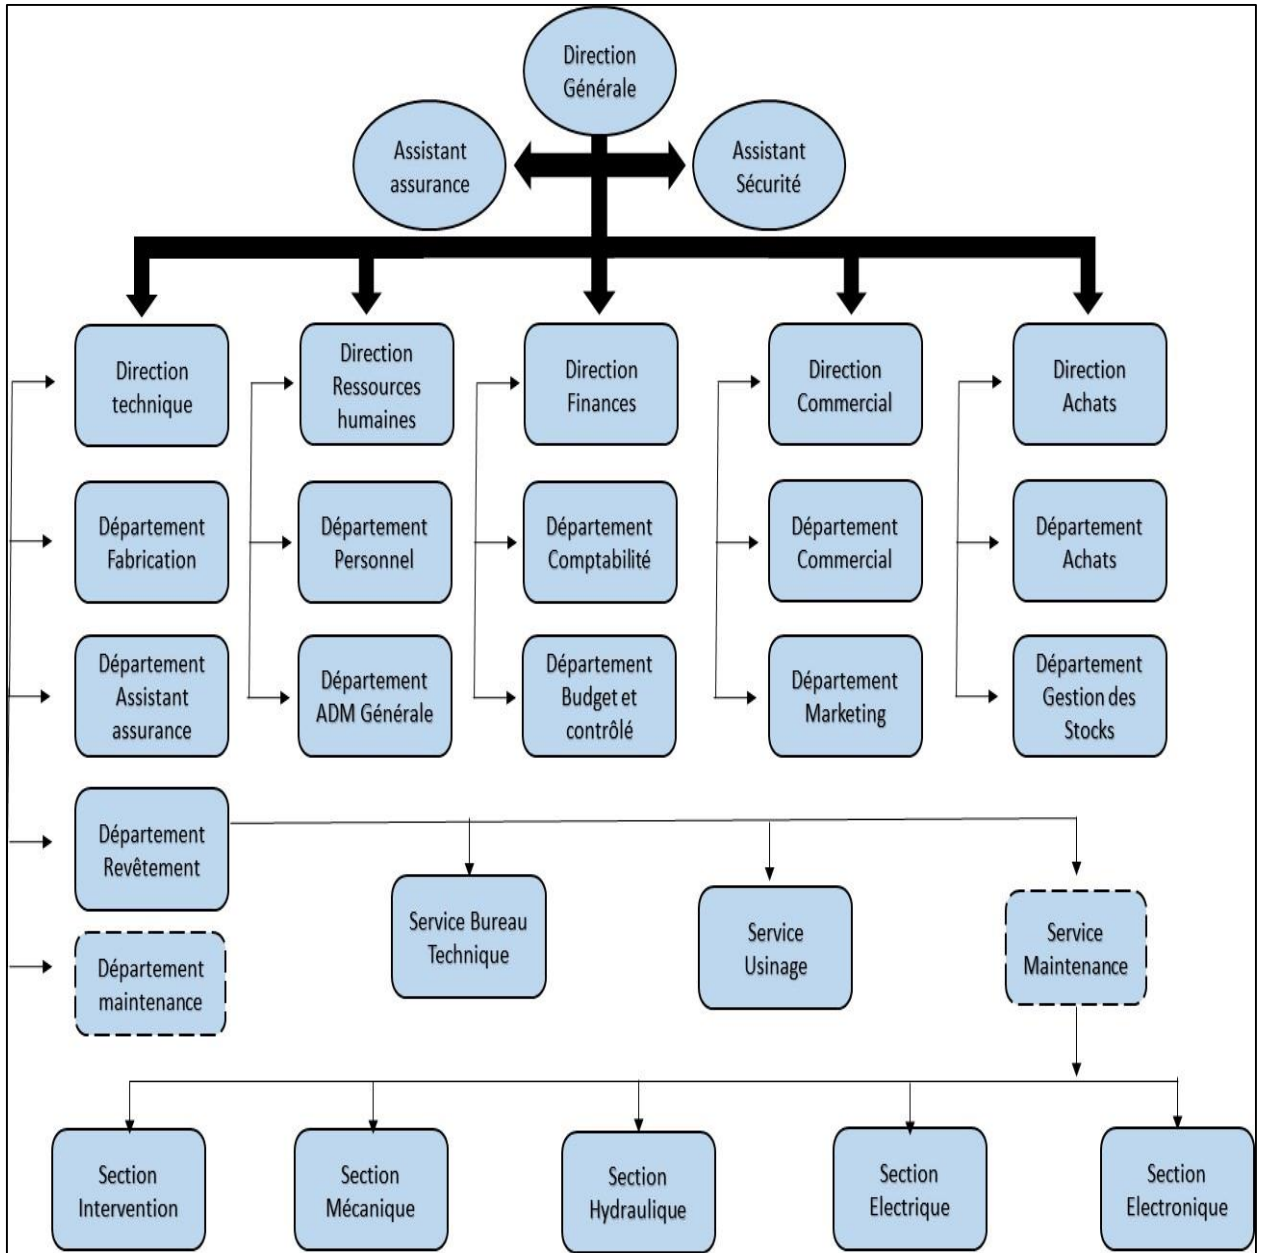 Direction
Générale
Assistant
assurance
Assistant
Sécurité
Direction
technique
Direction
Ressources
humaines
Direction
Finances
Direction
Commercial
Direction
Achats
Département
Fabrication
Département
Personnel
Département
Comptabilité
Département
Commercial
Département
Achats
Département
Assistant
assurance
Département
ADM Générale
Département
Budget et
contrôlé
Département
Marketing
Département
Gestion des
Stocks
Département
Revêtement
Service Bureau
Technique
Service
Usinage
Service
Maintenance
Département
maintenance
Section
Intervention
Section
Mécanique
Section
Hydraulique
Section
Electrique
Section
Electronique